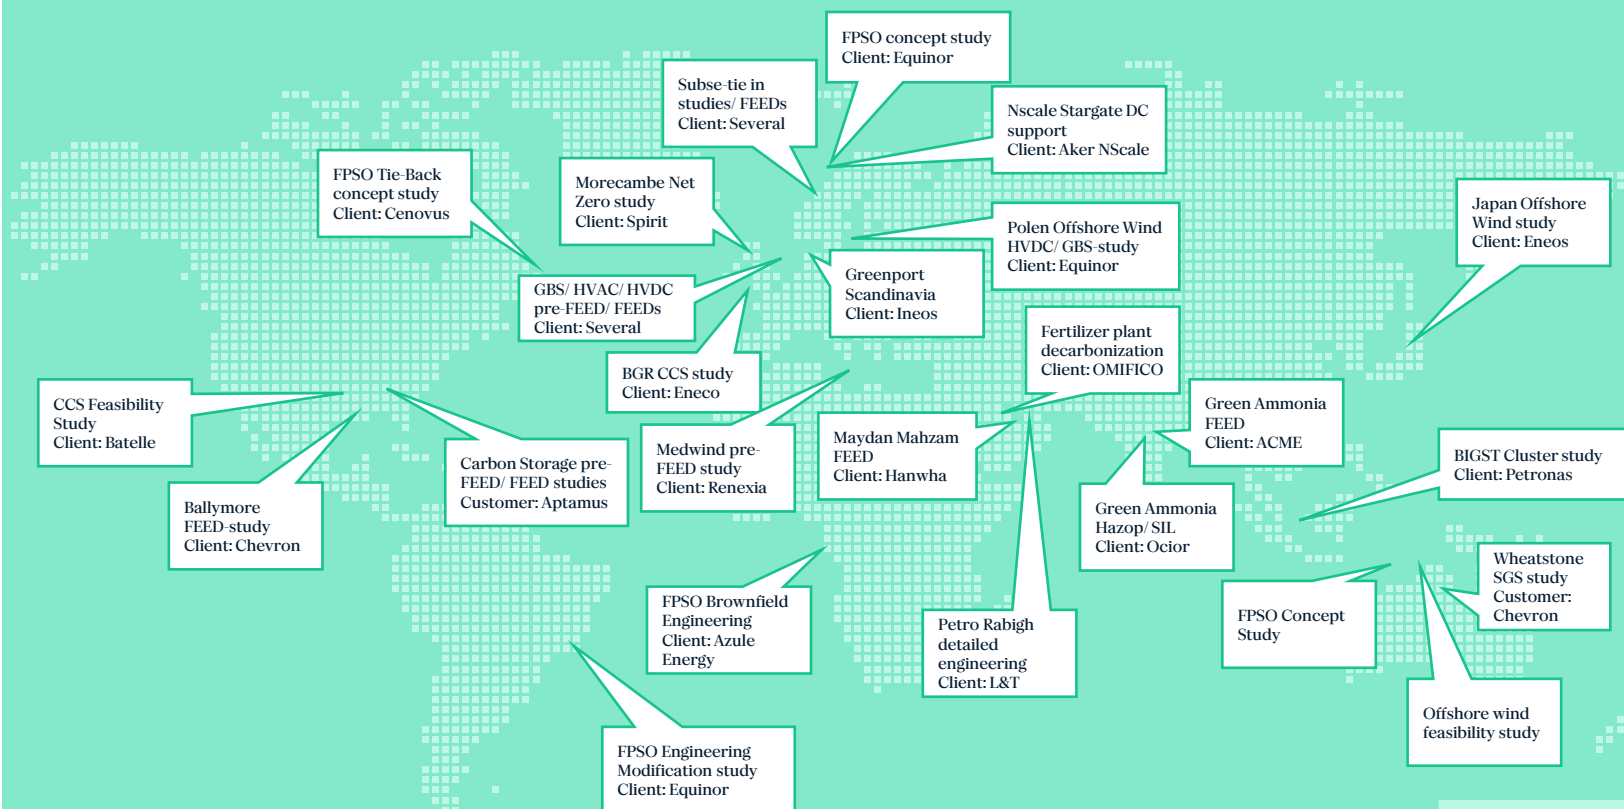 FPSO concept study
Client: Equinor
Subse-tie in
studies/ FEEDs
Client: Several
Nscale Stargate DC
support
Client: Aker NScale
FPSO Tie-Back
concept study
Client: Cenovus
Morecambe Net
Zero study
Client: Spirit
Japan Offshore
Wind study
Client: Eneos
Polen Offshore Wind
HVDC/ GBS-study
Client: Equinor
Greenport
Scandinavia
Client: Ineos
GBS/ HVAC/ HVDC
pre-FEED/ FEEDs
Client: Several
Fertilizer plant
decarbonization
Client: OMIFICO
BGR CCS study
Client: Eneco
CCS Feasibility
Study
Client: Batelle
Green Ammonia
FEED
Client: ACME
Maydan Mahzam
FEED
Client: Hanwha
Medwind pre-
FEED study
Client: Renexia
Carbon Storage pre-
FEED/ FEED studies
Customer: Aptamus
BIGST Cluster study
Client: Petronas
Ballymore
FEED-study
Client: Chevron
Green Ammonia
Hazop/ SIL
Client: Ocior
Wheatstone
SGS study
Customer:
Chevron
FPSO Brownfield
Engineering
Client: Azule
Energy
FPSO Concept
Study
Petro Rabigh
detailed
engineering
Client: L&T
Offshore wind
feasibility study
FPSO Engineering
Modification study
Client: Equinor